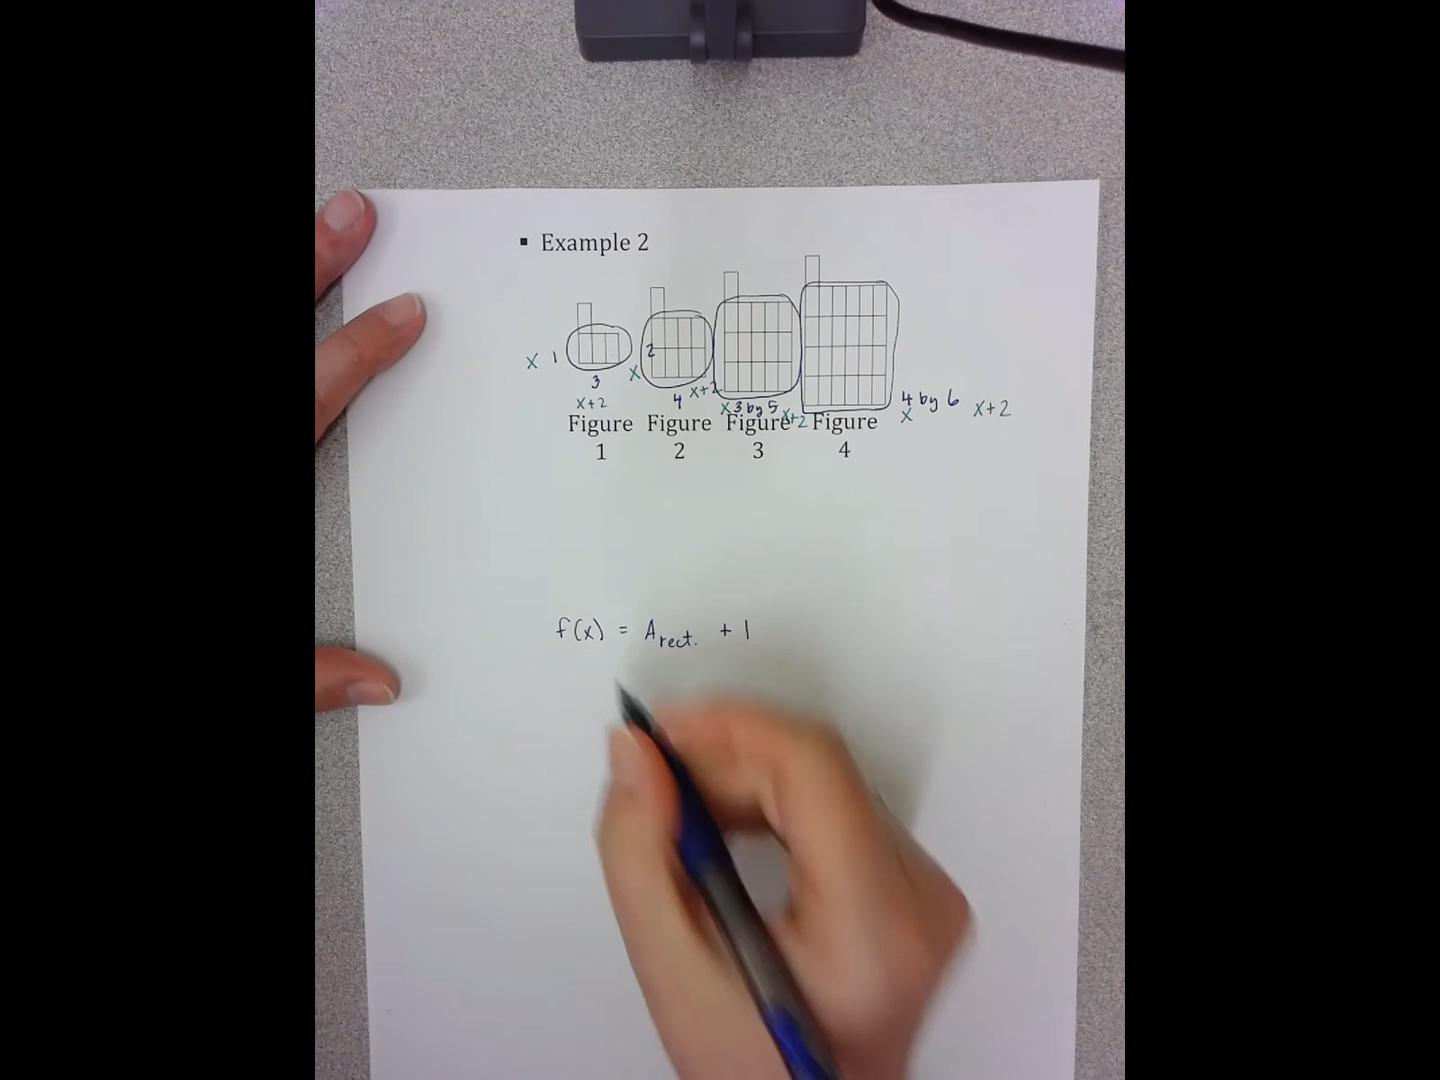 ▪ Example 2
x 1 2
3 x
x+2 4 x+2 x 3 by 5 x+2 4 by 6
x x+2
Figure 1 Figure 2 Figure 3 Figure 4
f(x) = A rect. + 1